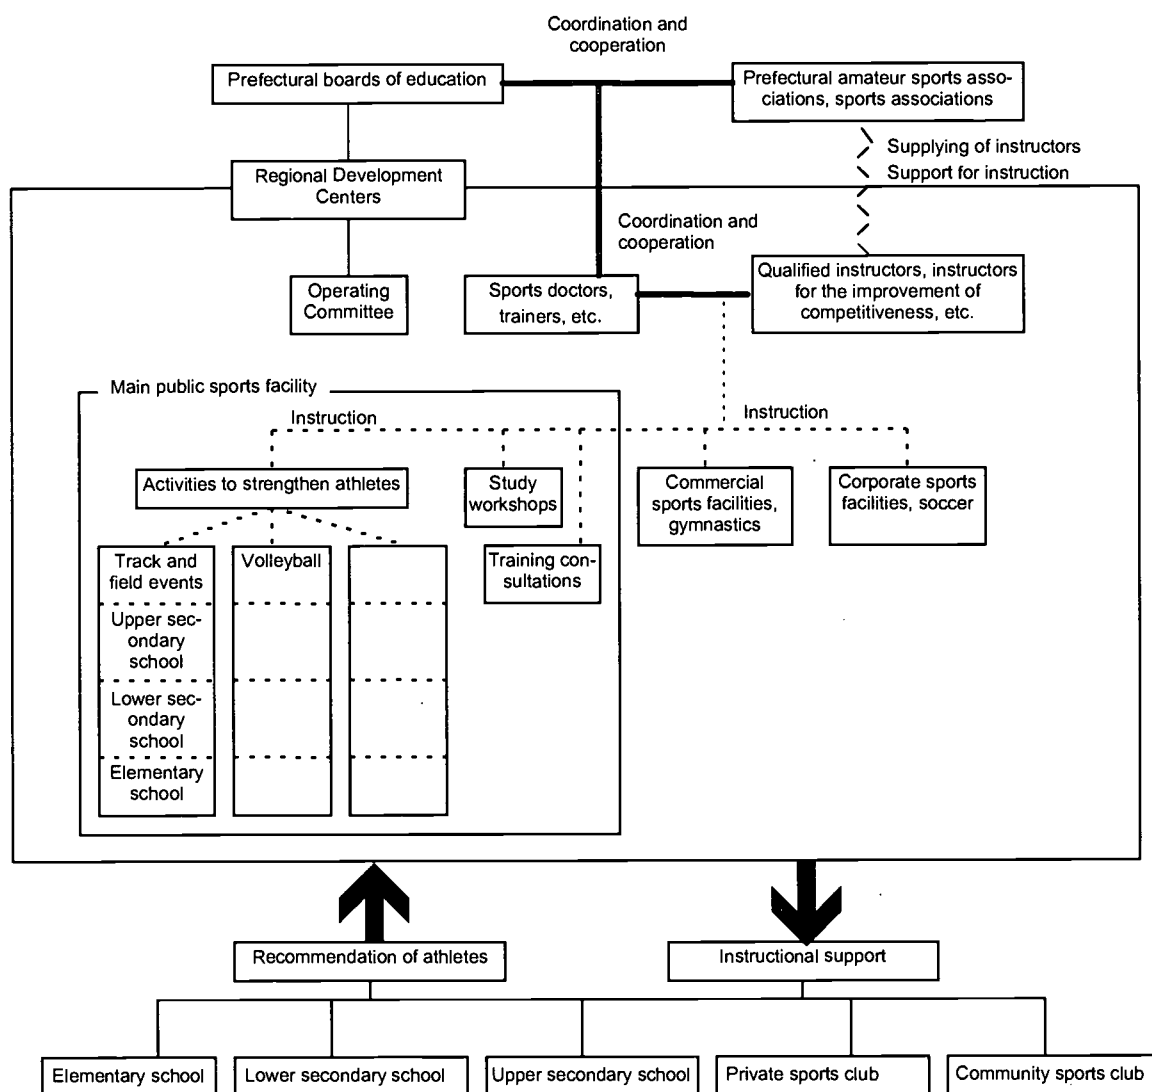 Coordination and
cooperation
Prefectural boards of education
Prefectural amateur sports asso-
ciations, sports associations
Supplying of instructors
Support for instruction
Regional Development
Centers
Coordination and
cooperation
Operating
Committee
Sports doctors,
trainers, etc.
Qualified instructors, instructors
for the improvement of
competitiveness, etc.
Main public sports facility
Instruction
Instruction
Activities to strengthen athletes
Study
workshops
Commercial
sports facilities,
gymnastics
Corporate sports
facilities, soccer
Track and
field events
Volleyball
Training con-
sultations
Upper sec-
ondary
school
Lower sec-
ondary
school
Elementary
school
Recommendation of athletes
Instructional support
Elementary school
Lower secondary school
Upper secondary school
Private sports club
Community sports club